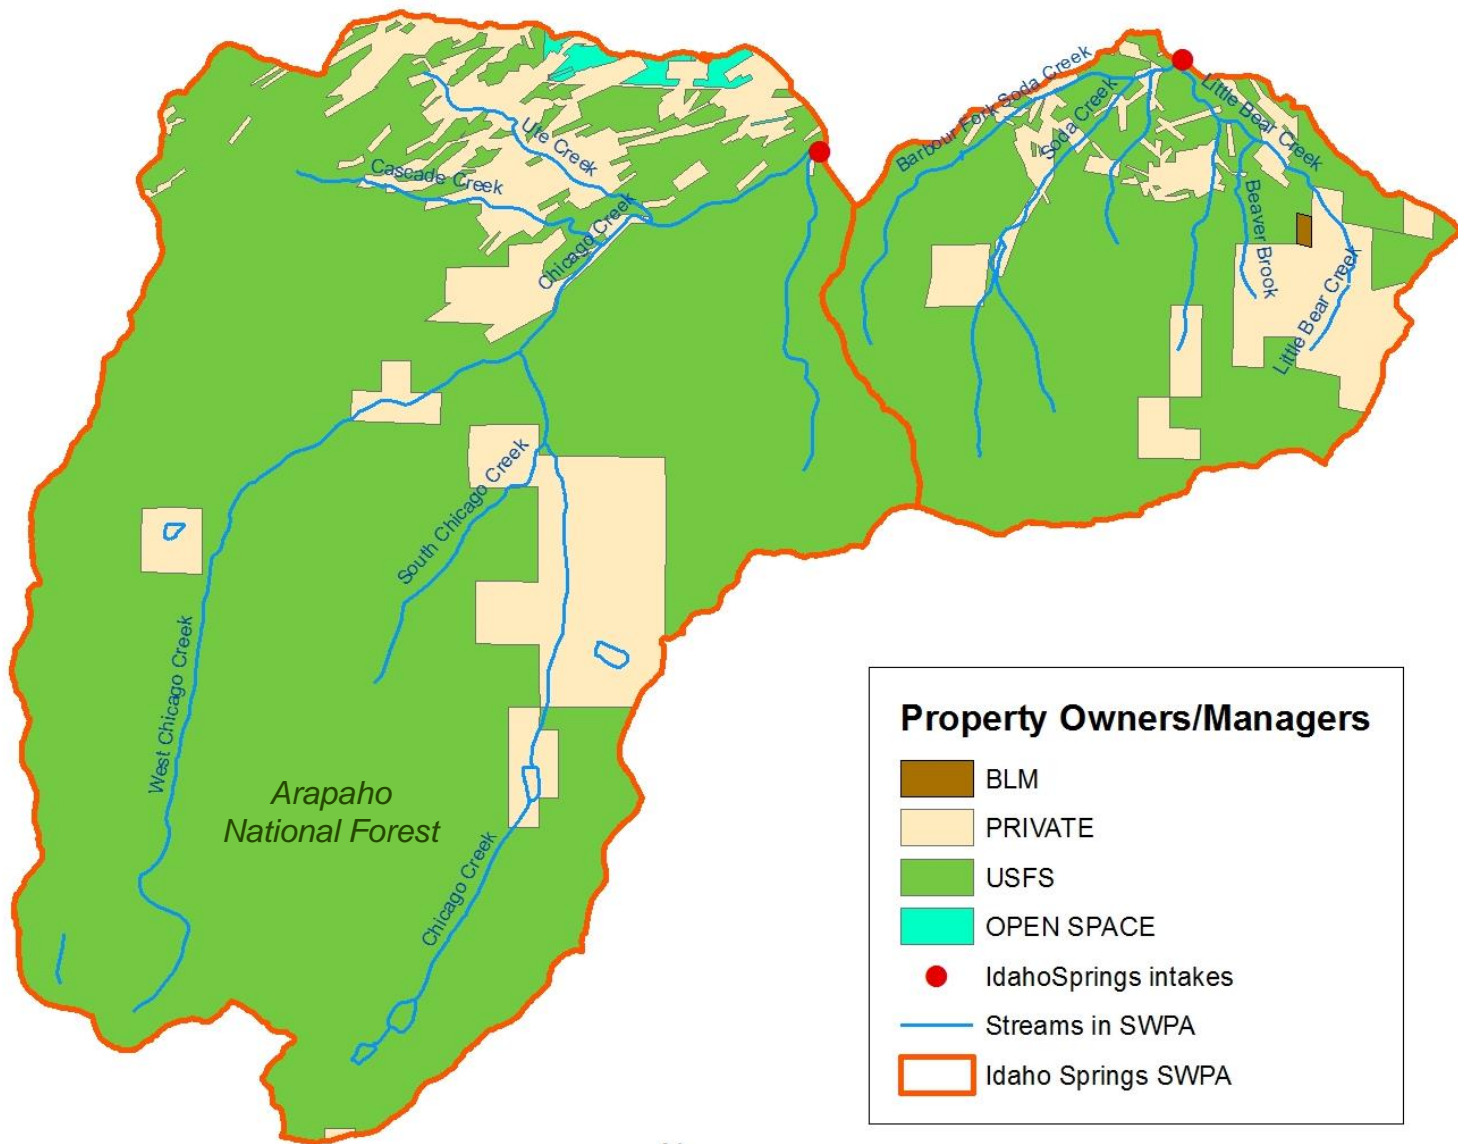 Ute Creek
Cascade Creek
Chicago Creek
Barbour Fork Soda Creek
Soda Creek
Little Bear Creek
Beaver Brook
Little Bear Creek
South Chicago Creek
West Chicago Creek
Arapaho
National Forest
Chicago Creek
Property Owners/Managers
BLM
PRIVATE
USFS
OPEN SPACE
IdahoSprings intakes
Streams in SWPA
Idaho Springs SWPA